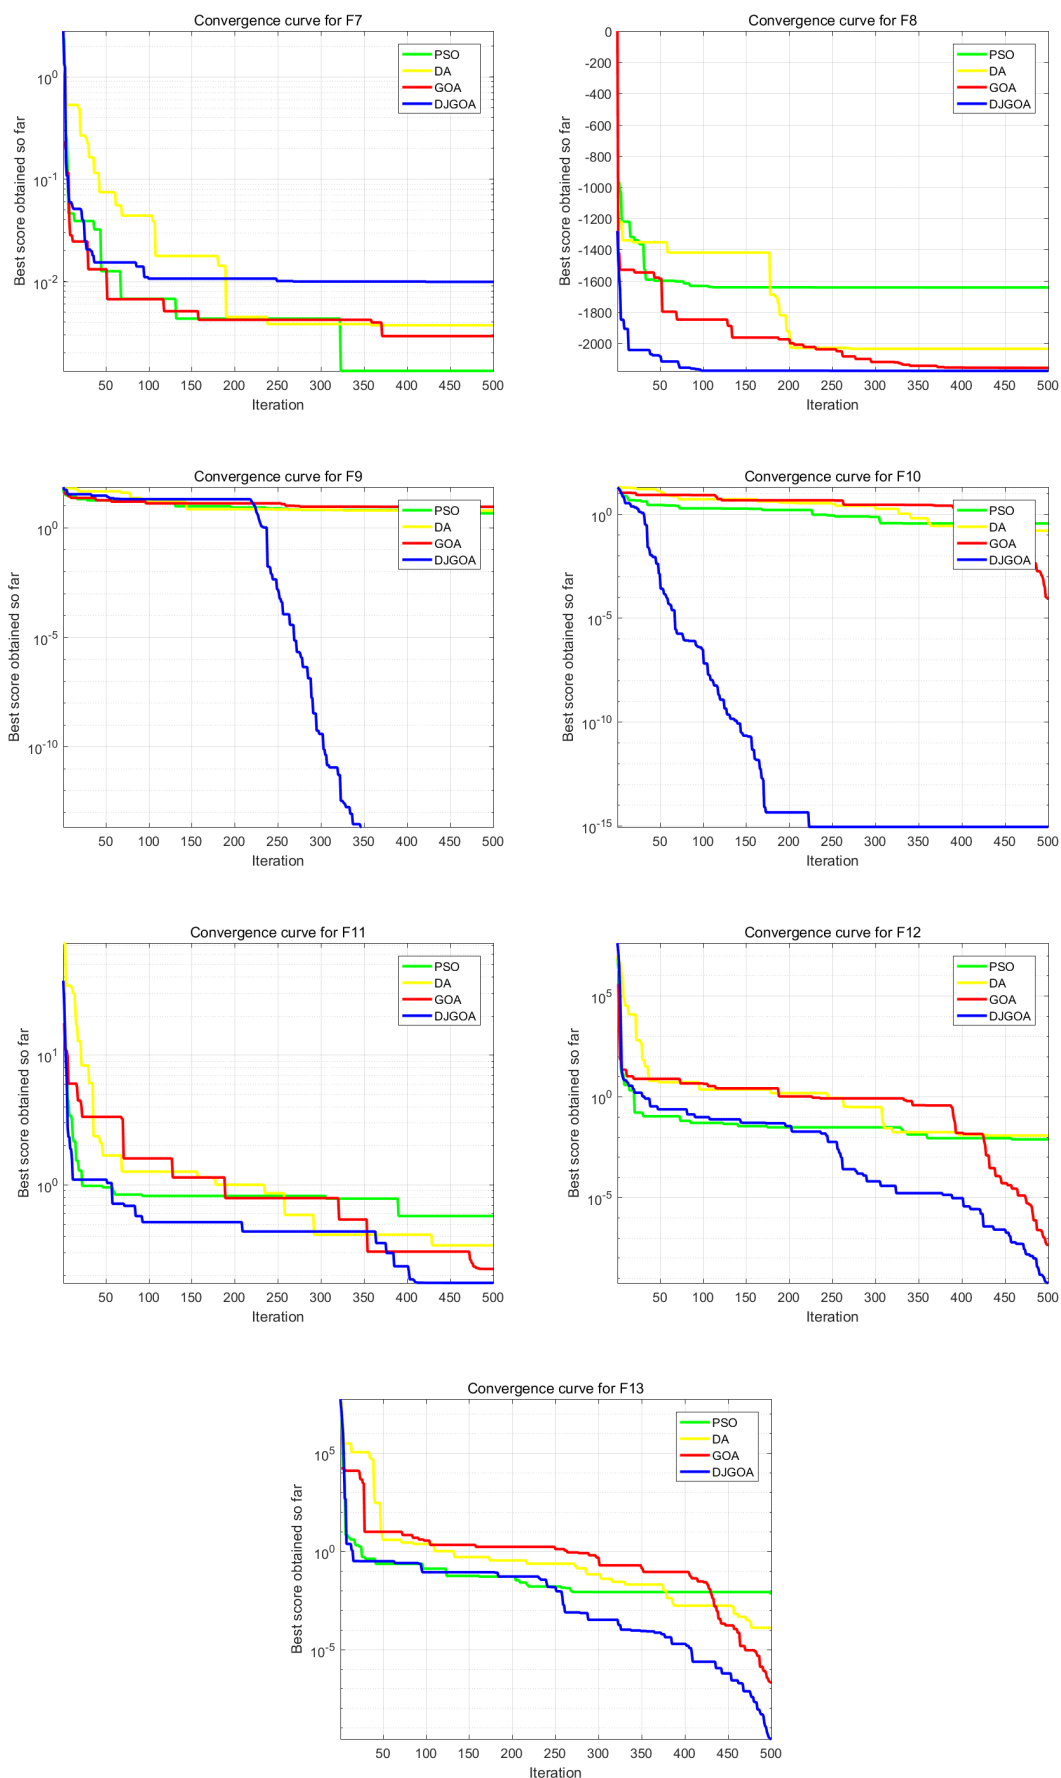 Convergence curve for F7
Best score obtained so far
10^0
10^-1
10^-2
PSO
DA
GOA
DJGOA
50 100 150 200 250 300 350 400 450 500
Iteration
Convergence curve for F8
Best score obtained so far
0
-200
-400
-600
-800
-1000
-1200
-1400
-1600
-1800
-2000
PSO
DA
GOA
DJGOA
50 100 150 200 250 300 350 400 450 500
Iteration
Convergence curve for F9
Best score obtained so far
10^0
10^-5
10^-10
PSO
DA
GOA
DJGOA
50 100 150 200 250 300 350 400 450 500
Iteration
Convergence curve for F10
Best score obtained so far
10^0
10^-5
10^-10
10^-15
PSO
DA
GOA
DJGOA
50 100 150 200 250 300 350 400 450 500
Iteration
Convergence curve for F11
Best score obtained so far
10^1
10^0
PSO
DA
GOA
DJGOA
50 100 150 200 250 300 350 400 450 500
Iteration
Convergence curve for F12
Best score obtained so far
10^5
10^0
10^-5
PSO
DA
GOA
DJGOA
50 100 150 200 250 300 350 400 450 500
Iteration
Convergence curve for F13
Best score obtained so far
10^5
10^0
10^-5
PSO
DA
GOA
DJGOA
50 100 150 200 250 300 350 400 450 500
Iteration